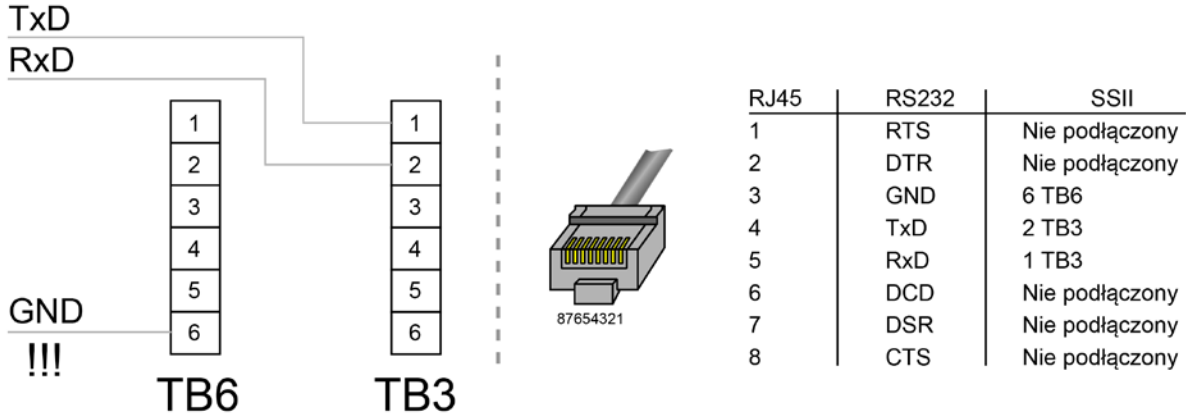 TxD
RxD
1 1
2 2
3 3
4 4
5 5
GND
6 6
!!!
TB6 TB3
87654321
RJ45 RS232 SSII
1 RTS Nie podłączony
2 DTR Nie podłączony
3 GND 6 TB6
4 TxD 2 TB3
5 RxD 1 TB3
6 DCD Nie podłączony
7 DSR Nie podłączony
8 CTS Nie podłączony